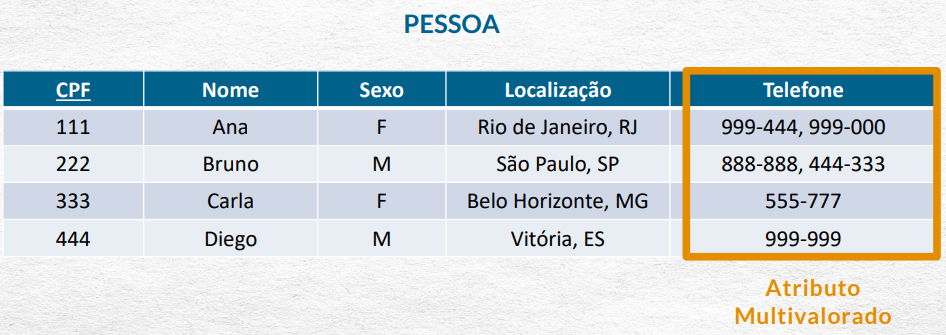 PESSOA
CPF Nome Sexo Localização Telefone
111 Ana F Rio de Janeiro, RJ 999-444, 999-000
222 Bruno M São Paulo, SP 888-888, 444-333
333 Carla F Belo Horizonte, MG 555-777
444 Diego M Vitória, ES 999-999
Atributo
Multivalorado